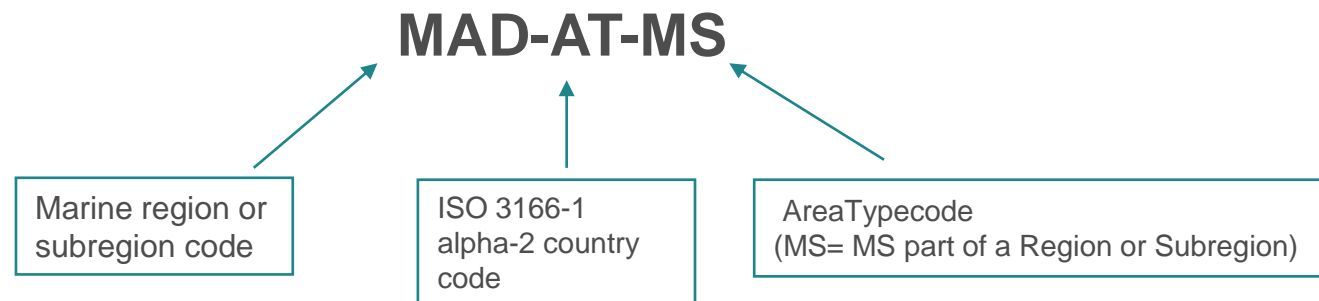 MAD-AT-MS
Marine region or
subregion code
ISO 3166-1
alpha-2 country
code
AreaTypecode
(MS= MS part of a Region or Subregion)